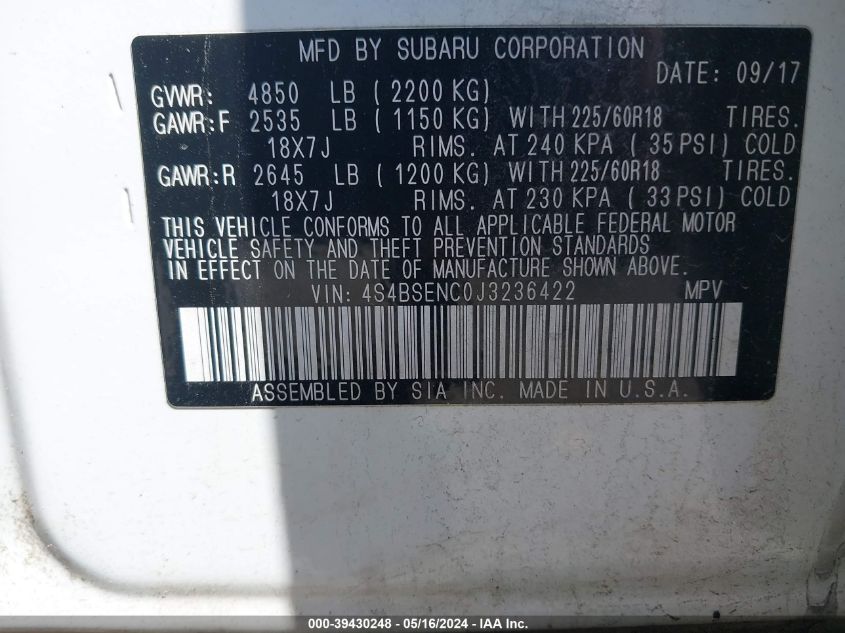 MFD BY SUBARU CORPORATION
DATE: 09/17
GVWR: 4850 LB ( 2200 KG)
GAWR:F 2535 LB ( 1150 KG) WITH 225/60R18 TIRES.
18X7J RIMS. AT 240 KPA ( 35 PSI) COLD
GAWR:R 2645 LB ( 1200 KG) WITH 225/60R18 TIRES.
18X7J RIMS. AT 230 KPA ( 33 PSI) COLD
THIS VEHICLE CONFORMS TO ALL APPLICABLE FEDERAL MOTOR
VEHICLE SAFETY AND THEFT PREVENTION STANDARDS
IN EFFECT ON THE DATE OF MANUFACTURE SHOWN ABOVE.
VIN: 4S4BSENC0J3236422 MPV
ASSEMBLED BY SIA INC. MADE IN U.S.A.
000-39430248 - 05/16/2024 - IAA Inc.